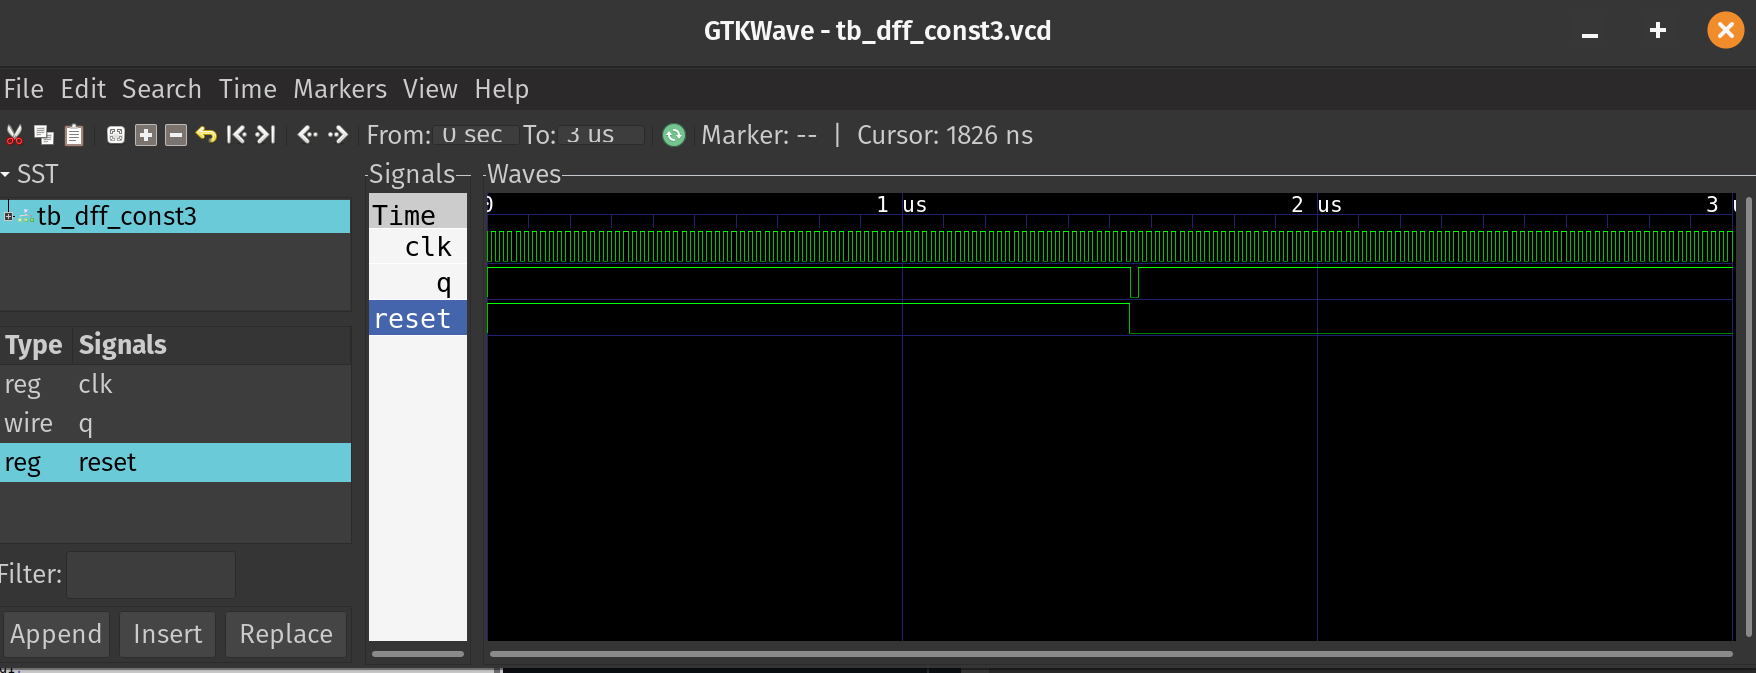 GTKWave - tb_dff_const3.vcd
File Edit Search Time Markers View Help
From: 0 sec To: 3 us Marker: -- | Cursor: 1826 ns
SST
tb_dff_const3
Type Signals
reg clk
wire q
reg reset
Filter:
Append Insert Replace
Signals
Time
clk
q
reset
Waves
0 1 us 2 us 3